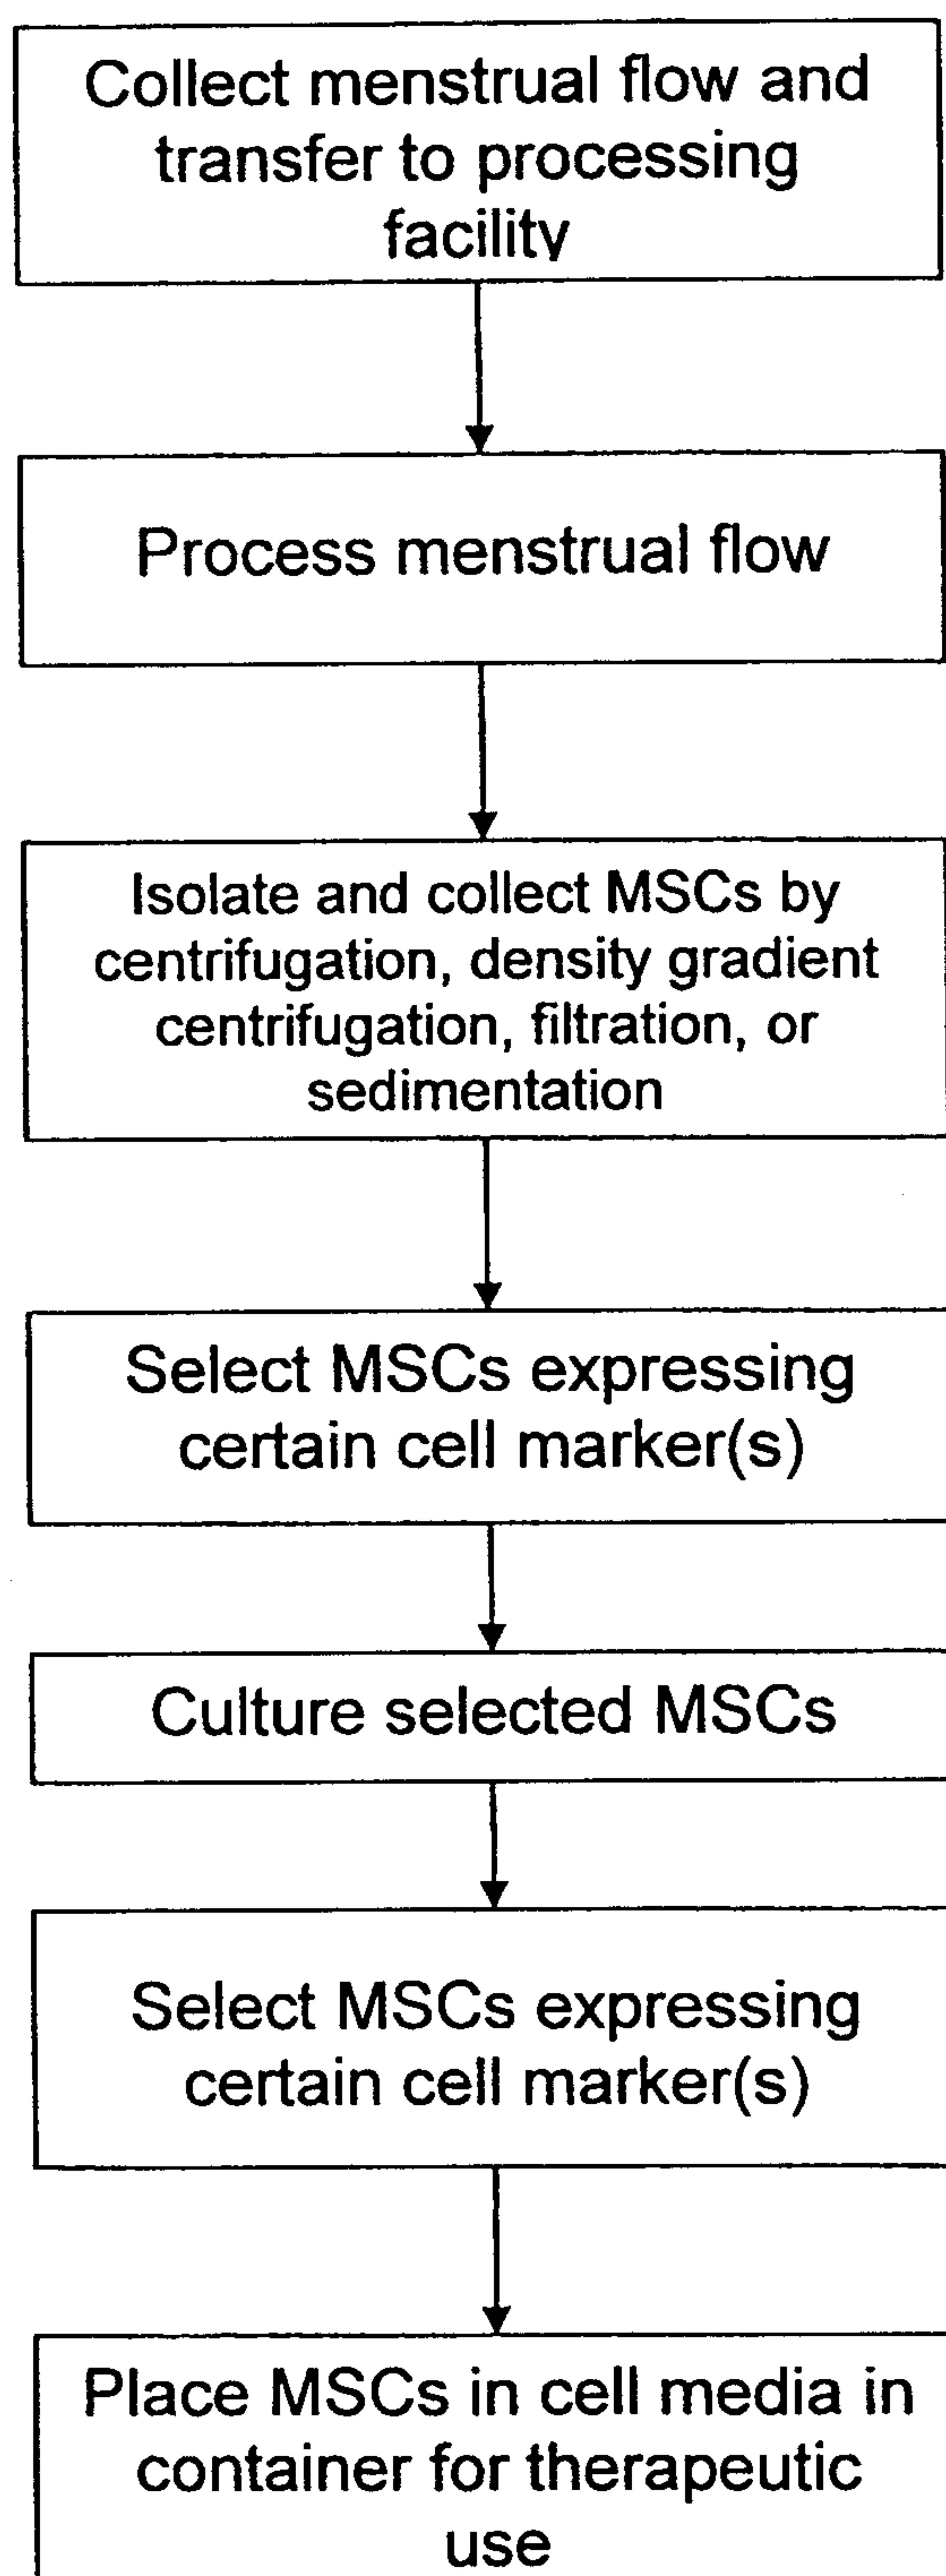 Collect menstrual flow and
transfer to processing
facility
Process menstrual flow
Isolate and collect MSCs by
centrifugation, density gradient
centrifugation, filtration, or
sedimentation
Select MSCs expressing
certain cell marker(s)
Culture selected MSCs
Select MSCs expressing
certain cell marker(s)
Place MSCs in cell media in
container for therapeutic
use